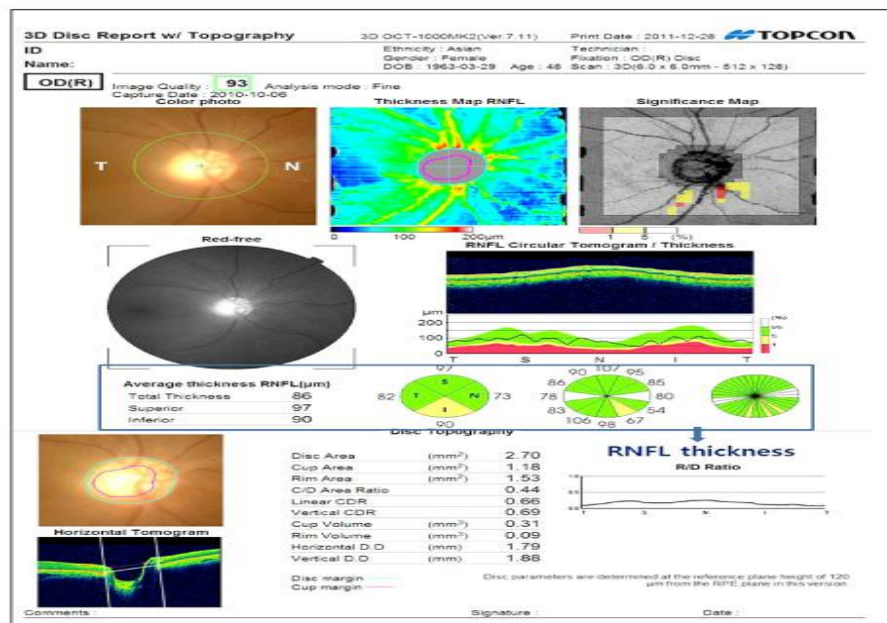 3D Disc Report w/ Topography 3D OCT-1000MK2(Ver.7.11) Print Date : 2011-12-28 TOPCON
ID Ethnicity : Asian Technician :
Name: Gender : Female Fixation : OD(R) Disc
DOB : 1963-03-29 Age : 48 Scan : 3D(6.0 x 6.0mm - 512 x 128)
OD(R) Image Quality : 93 Analysis mode : Fine
Capture Date : 2010-10-06
Color photo Thickness Map RNFL Significance Map
T N
0 100 200μm 1 5 (%)
Red-free RNFL Circular Tomogram / Thickness
μm
200
100
0
T S N I T
Average thickness RNFL(μm)
Total Thickness 86
Superior 97
Inferior 90
97
82 T S N I 73
90
90 107 95
86 85
78 80
83 54
106 98 67
Disc Topography
Disc Area (mm²) 2.70
Cup Area (mm²) 1.18
Rim Area (mm²) 1.53
C/D Area Ratio 0.44
Linear CDR 0.66
Vertical CDR 0.69
Cup Volume (mm³) 0.31
Rim Volume (mm³) 0.09
Horizontal D.D (mm) 1.79
Vertical D.D (mm) 1.88
Disc margin
Cup margin
RNFL thickness
R/D Ratio
1.0
0.5
0.0
T S N I T
Horizontal Tomogram
Disc parameters are determined at the reference plane height of 120
μm from the RPE plane in this version.
Comments : Signature : Date :